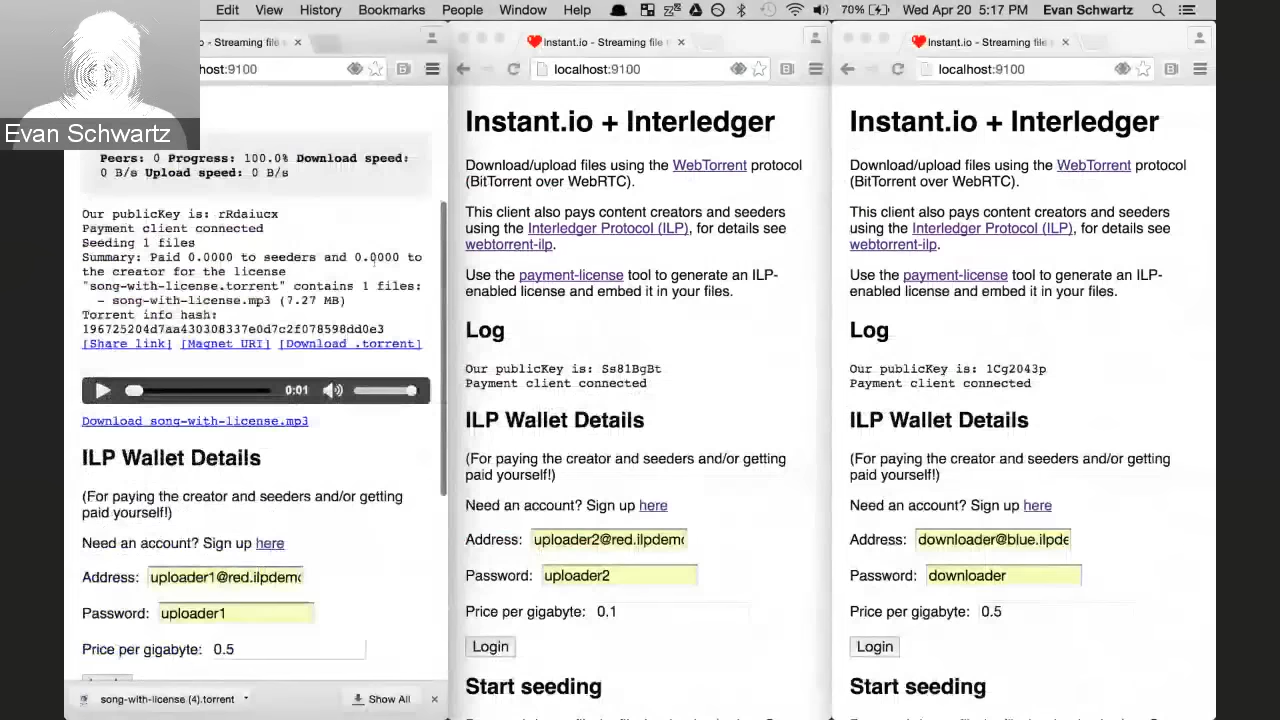 Edit View History Bookmarks People Window Help 70% Wed Apr 20 5:17 PM Evan Schwartz
Evan Schwartz
- Streaming file
localhost:9100
Peers: 0 Progress: 100.0% Download speed:
0 B/s Upload speed: 0 B/s
Our publicKey is: rRdaiucx
Payment client connected
Seeding 1 files
Summary: Paid 0.0000 to seeders and 0.0000 to
the creator for the license
"song-with-license.torrent" contains 1 files:
- song-with-license.mp3 (7.27 MB)
Torrent info hash:
196725204d7aa430308337e0d7c2f078598dd0e3
[Share link] [Magnet URI] [Download .torrent]
0:01
Download song-with-license.mp3
ILP Wallet Details
(For paying the creator and seeders and/or getting
paid yourself!)
Need an account? Sign up here
Address: uploader1@red.ilpdemo
Password: uploader1
Price per gigabyte: 0.5
song-with-license (4).torrent
Show All
Instant.io - Streaming file
localhost:9100
Instant.io + Interledger
Download/upload files using the WebTorrent protocol
(BitTorrent over WebRTC).
This client also pays content creators and seeders
using the Interledger Protocol (ILP), for details see
webtorrent-ilp.
Use the payment-license tool to generate an ILP-
enabled license and embed it in your files.
Log
Our publicKey is: Ss81BgBt
Payment client connected
ILP Wallet Details
(For paying the creator and seeders and/or getting
paid yourself!)
Need an account? Sign up here
Address: uploader2@red.ilpdemo
Password: uploader2
Price per gigabyte: 0.1
Login
Start seeding
Instant.io - Streaming file
localhost:9100
Instant.io + Interledger
Download/upload files using the WebTorrent protocol
(BitTorrent over WebRTC).
This client also pays content creators and seeders
using the Interledger Protocol (ILP), for details see
webtorrent-ilp.
Use the payment-license tool to generate an ILP-
enabled license and embed it in your files.
Log
Our publicKey is: 1Cg2043p
Payment client connected
ILP Wallet Details
(For paying the creator and seeders and/or getting
paid yourself!)
Need an account? Sign up here
Address: downloader@blue.ilpde
Password: downloader
Price per gigabyte: 0.5
Login
Start seeding